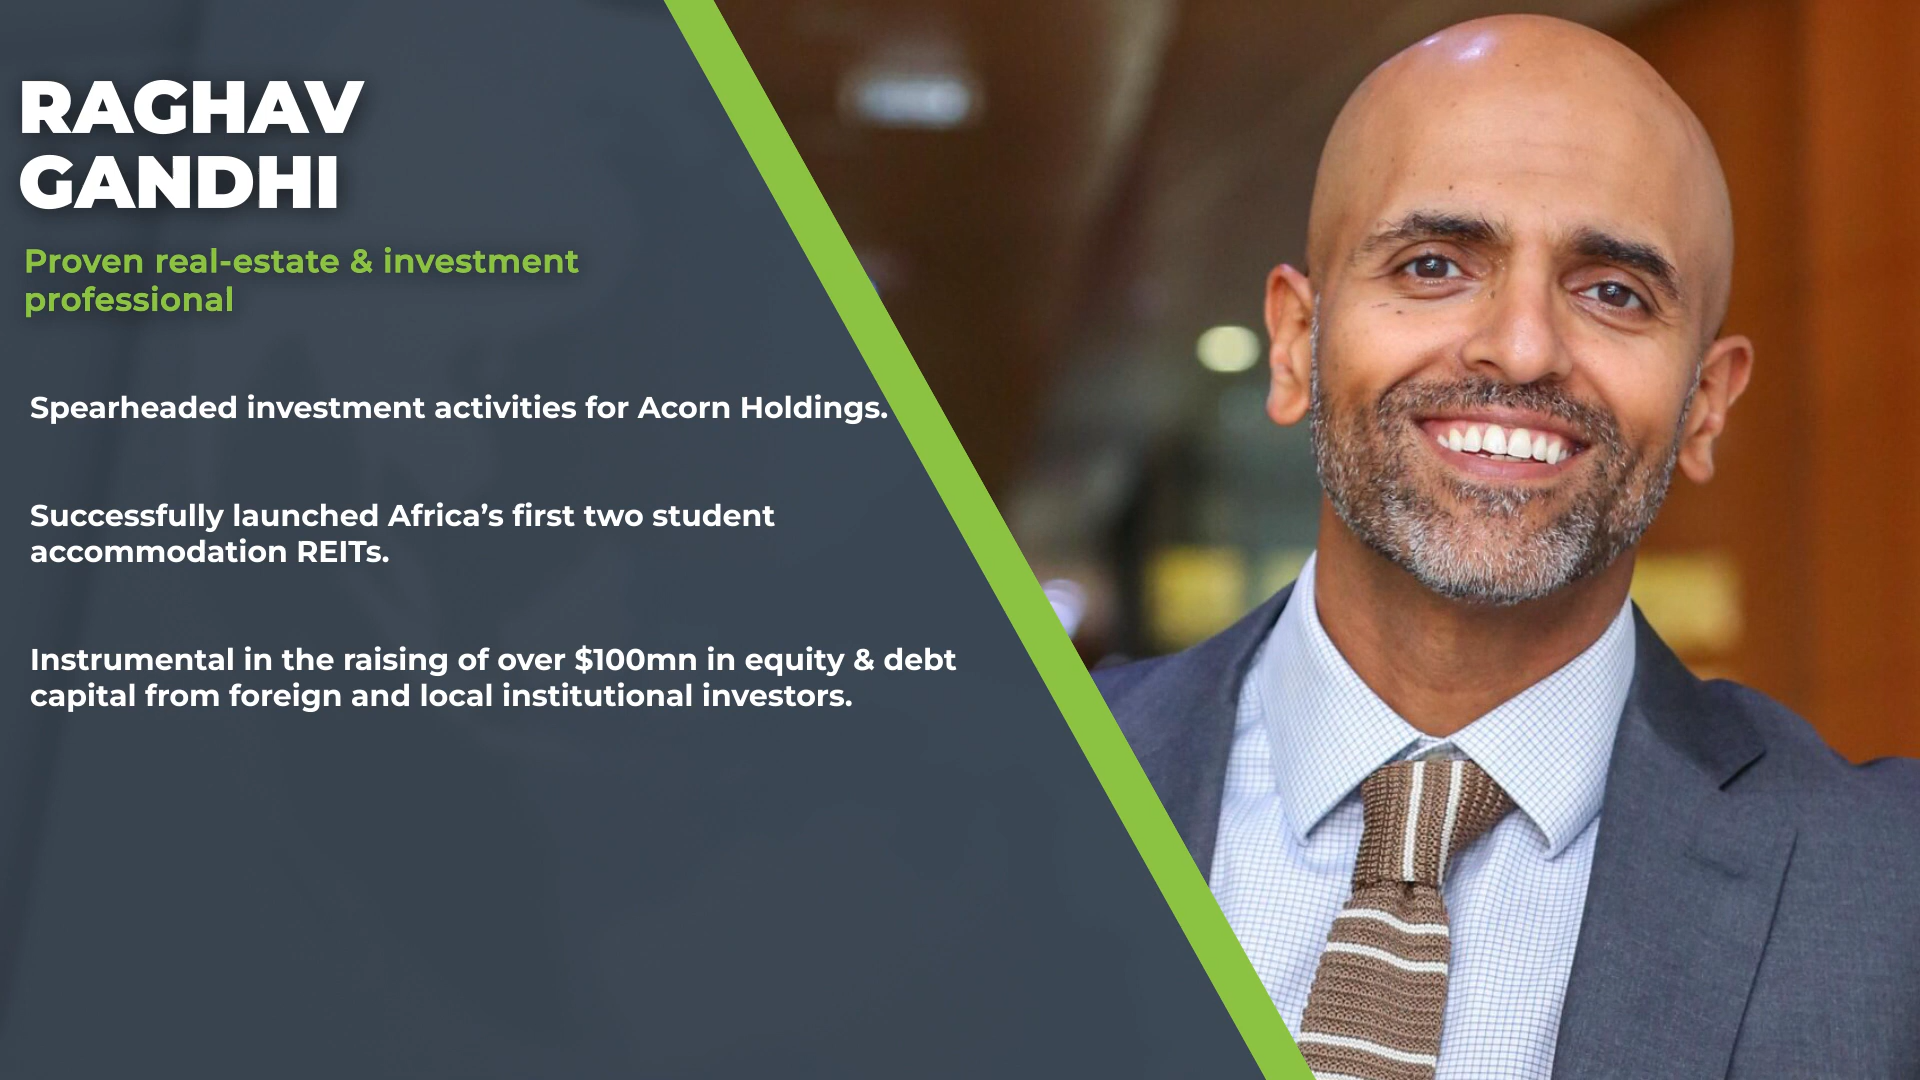 RAGHAV
GANDHI
Proven real-estate & investment
professional
Spearheaded investment activities for Acorn Holdings.
Successfully launched Africa’s first two student
accommodation REITs.
Instrumental in the raising of over $100mn in equity & debt
capital from foreign and local institutional investors.